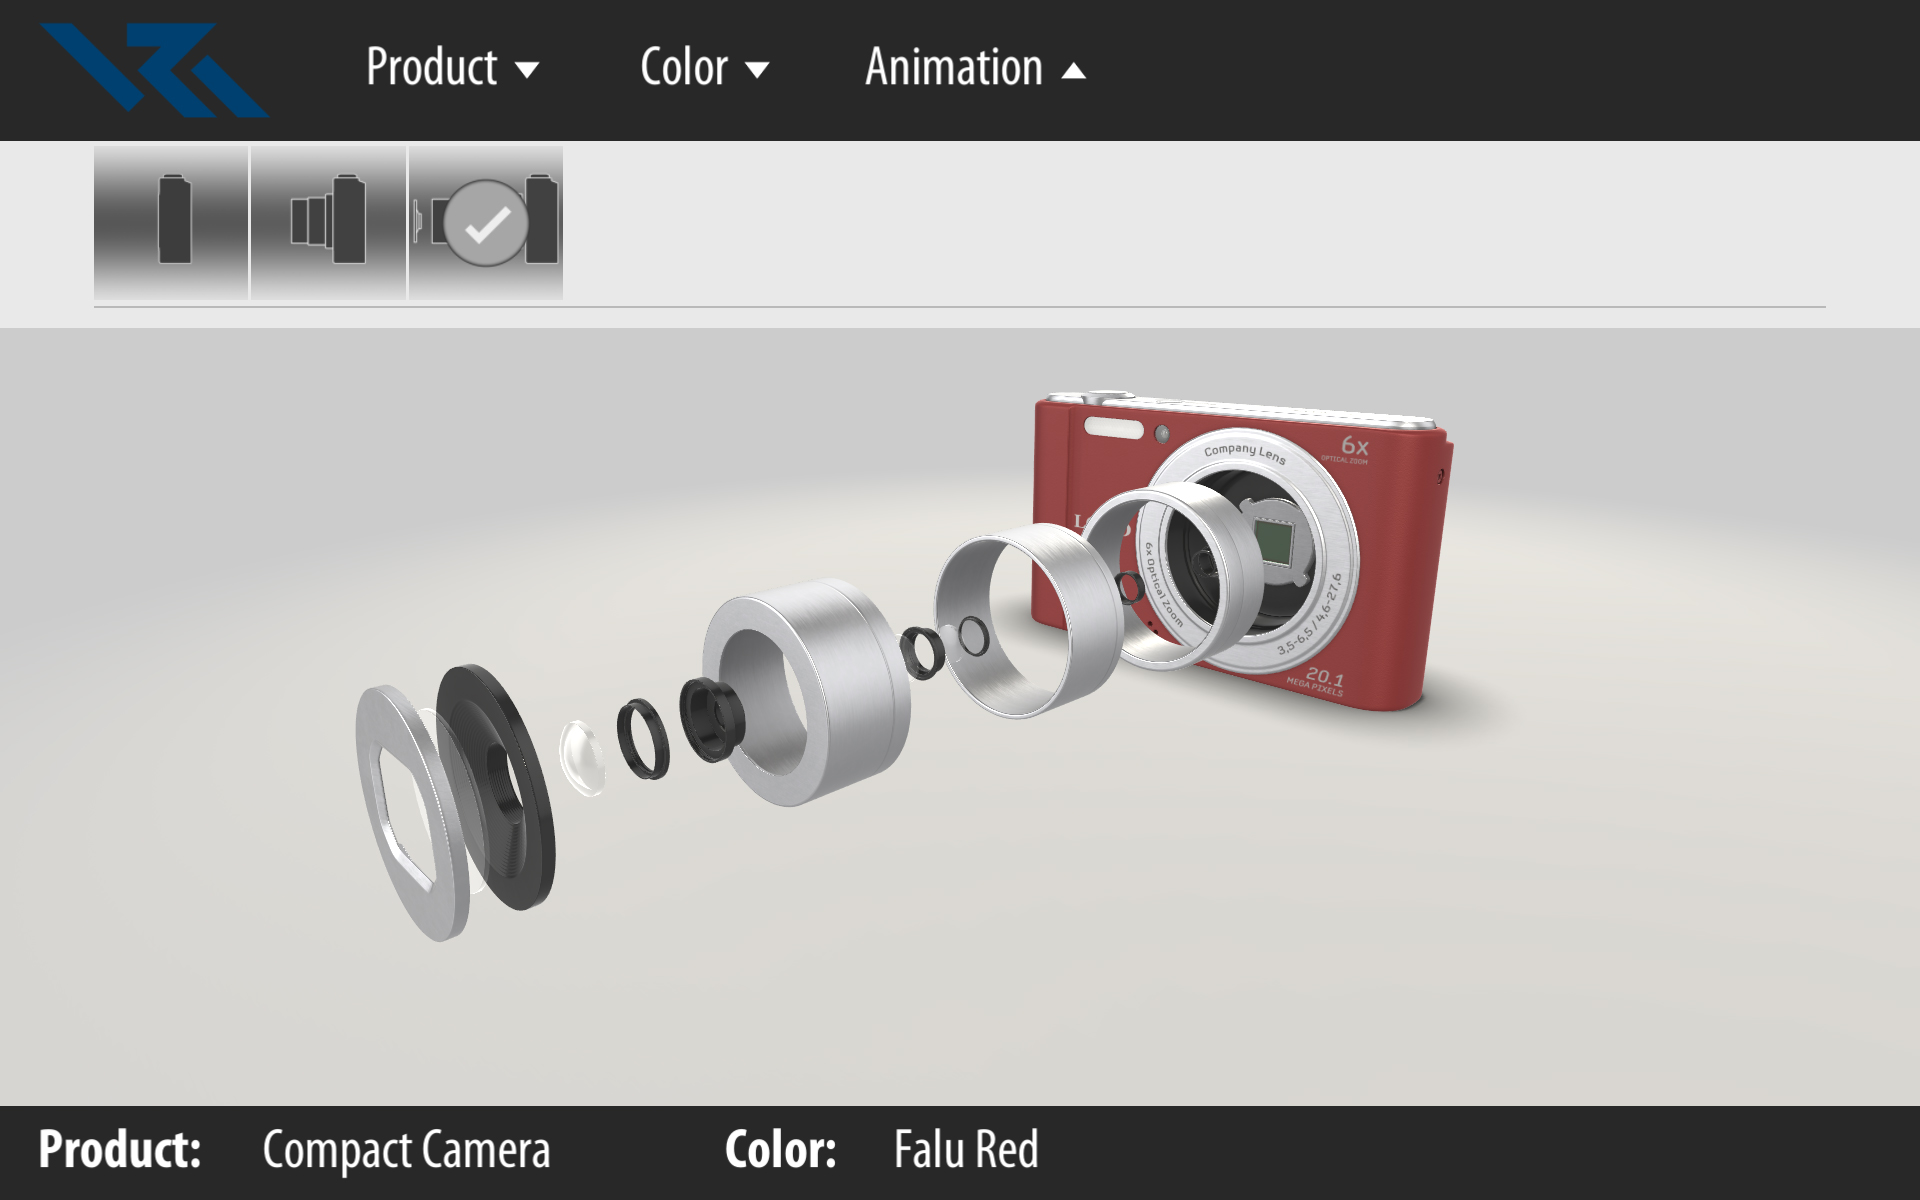 Product
Color
Animation
Company Lens
6x
OPTICAL ZOOM
6x Optical Zoom
3,5-6,5 / 4,6-27,6
20.1
MEGA PIXELS
Product:
Compact Camera
Color:
Falu Red